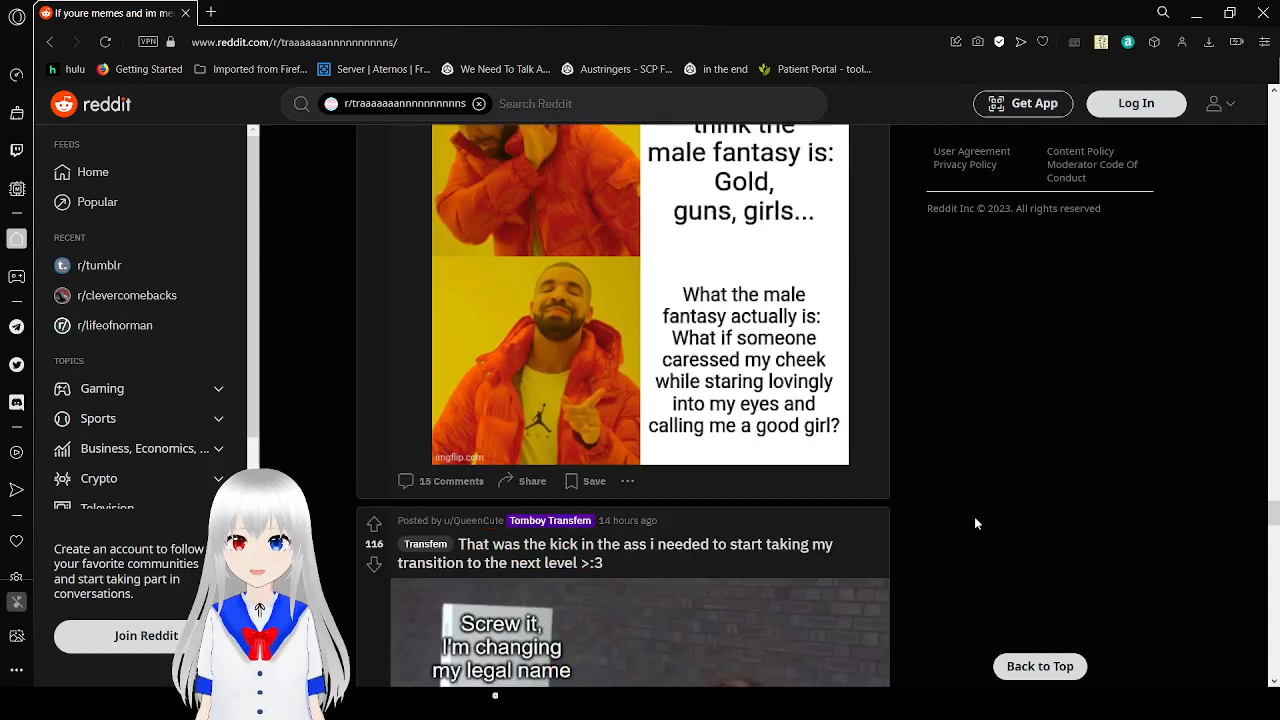 If youre memes and im me
www.reddit.com/r/traaaaaaannnnnnnnnns/
VPN
hulu
Getting Started
Imported from Firef...
Server | Aternos | Fr...
We Need To Talk A...
Austringers - SCP F...
in the end
Patient Portal - tool...
reddit
r/traaaaaaannnnnnnnnns
Search Reddit
Get App
Log In
FEEDS
Home
Popular
RECENT
r/tumblr
r/clevercomebacks
r/lifeofnorman
TOPICS
Gaming
Sports
Business, Economics, ...
Crypto
Television
Create an account to follow
your favorite communities
and start taking part in
conversations.
Join Reddit
think the
male fantasy is:
Gold,
guns, girls...
What the male
fantasy actually is:
What if someone
caressed my cheek
while staring lovingly
into my eyes and
calling me a good girl?
imgflip.com
15 Comments
Share
Save
Posted by u/QueenCute Tomboy Transfem 14 hours ago
116
Transfem That was the kick in the ass i needed to start taking my
transition to the next level >:3
Screw it,
I'm changing
my legal name
User Agreement
Privacy Policy
Content Policy
Moderator Code Of
Conduct
Reddit Inc © 2023. All rights reserved
Back to Top